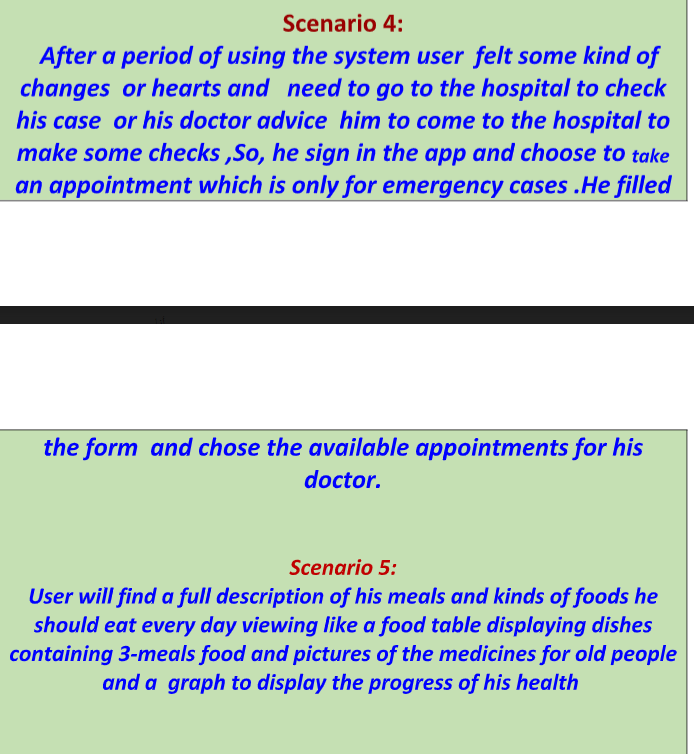 Scenario 4:
After a period of using the system user felt some kind of
changes or hearts and need to go to the hospital to check
his case or his doctor advice him to come to the hospital to
make some checks ,So, he sign in the app and choose to take
an appointment which is only for emergency cases .He filled
the form and chose the available appointments for his
doctor.
Scenario 5:
User will find a full description of his meals and kinds of foods he
should eat every day viewing like a food table displaying dishes
containing 3-meals food and pictures of the medicines for old people
and a graph to display the progress of his health